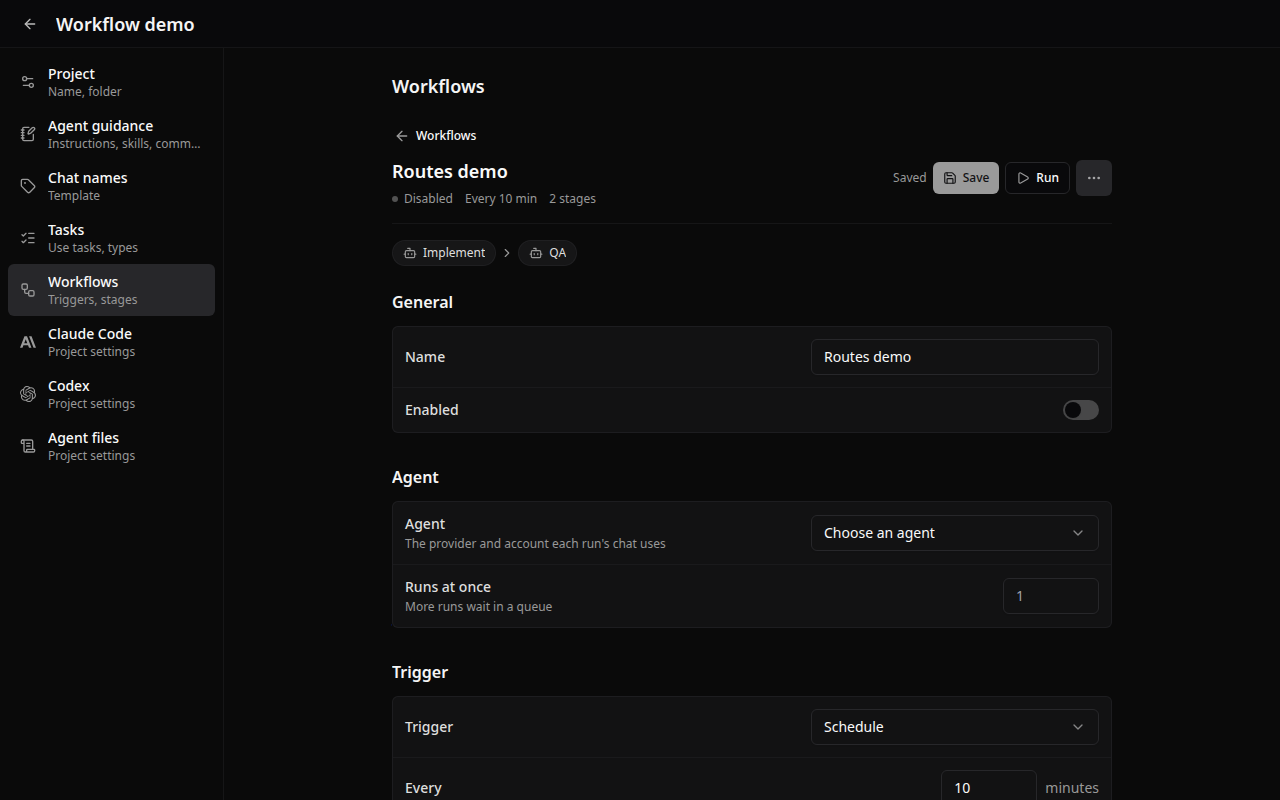 Workflow demo
Project
Name, folder
Agent guidance
Instructions, skills, comm...
Chat names
Template
Tasks
Use tasks, types
Workflows
Triggers, stages
Claude Code
Project settings
Codex
Project settings
Agent files
Project settings
Workflows
Workflows
Routes demo
Disabled Every 10 min 2 stages
Saved Save Run
Implement QA
General
Name Routes demo
Enabled
Agent
Agent
The provider and account each run's chat uses
Choose an agent
Runs at once
More runs wait in a queue
1
Trigger
Trigger Schedule
Every 10 minutes